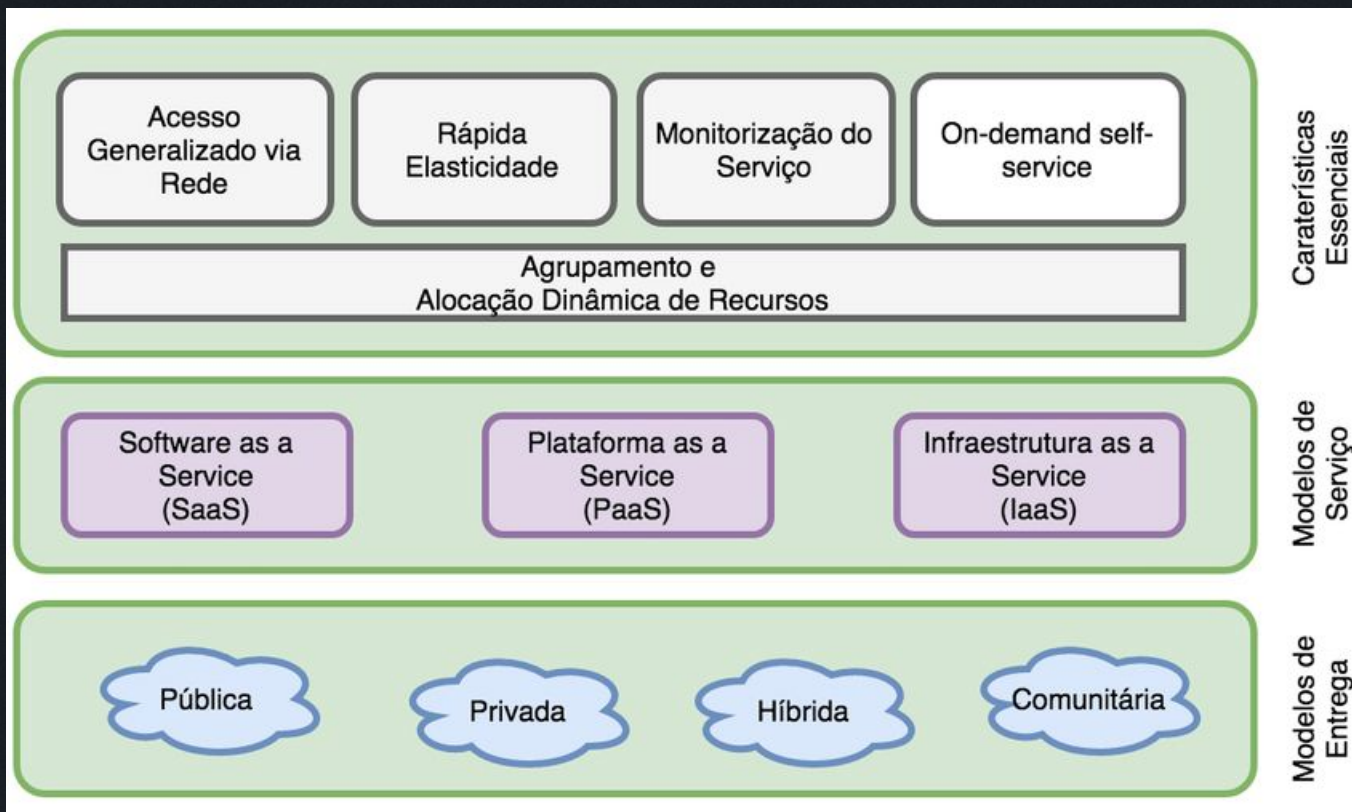 Acesso
Generalizado via
Rede
Rápida
Elasticidade
Monitorização do
Serviço
On-demand self-
service
Agrupamento e
Alocação Dinâmica de Recursos
Caraterísticas
Essenciais
Software as a
Service
(SaaS)
Plataforma as a
Service
(PaaS)
Infraestrutura as a
Service
(IaaS)
Modelos de
Serviço
Pública
Privada
Híbrida
Comunitária
Modelos de
Entrega